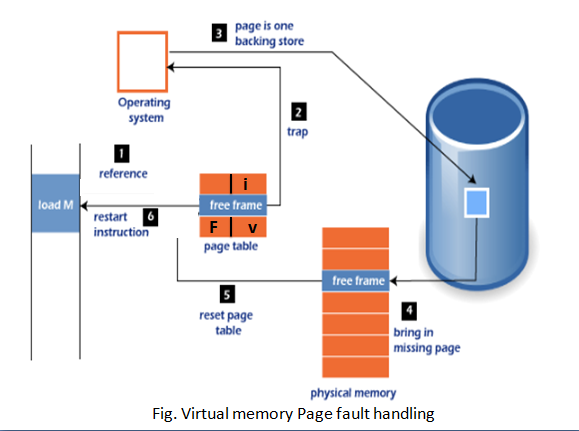 3
page is one
backing store
Operating
system
2
trap
1
reference
i
load M
free frame
restart
instruction
6
F
v
page table
free frame
5
reset page
table
4
bring in
missing page
physical memory
Fig. Virtual memory Page fault handling